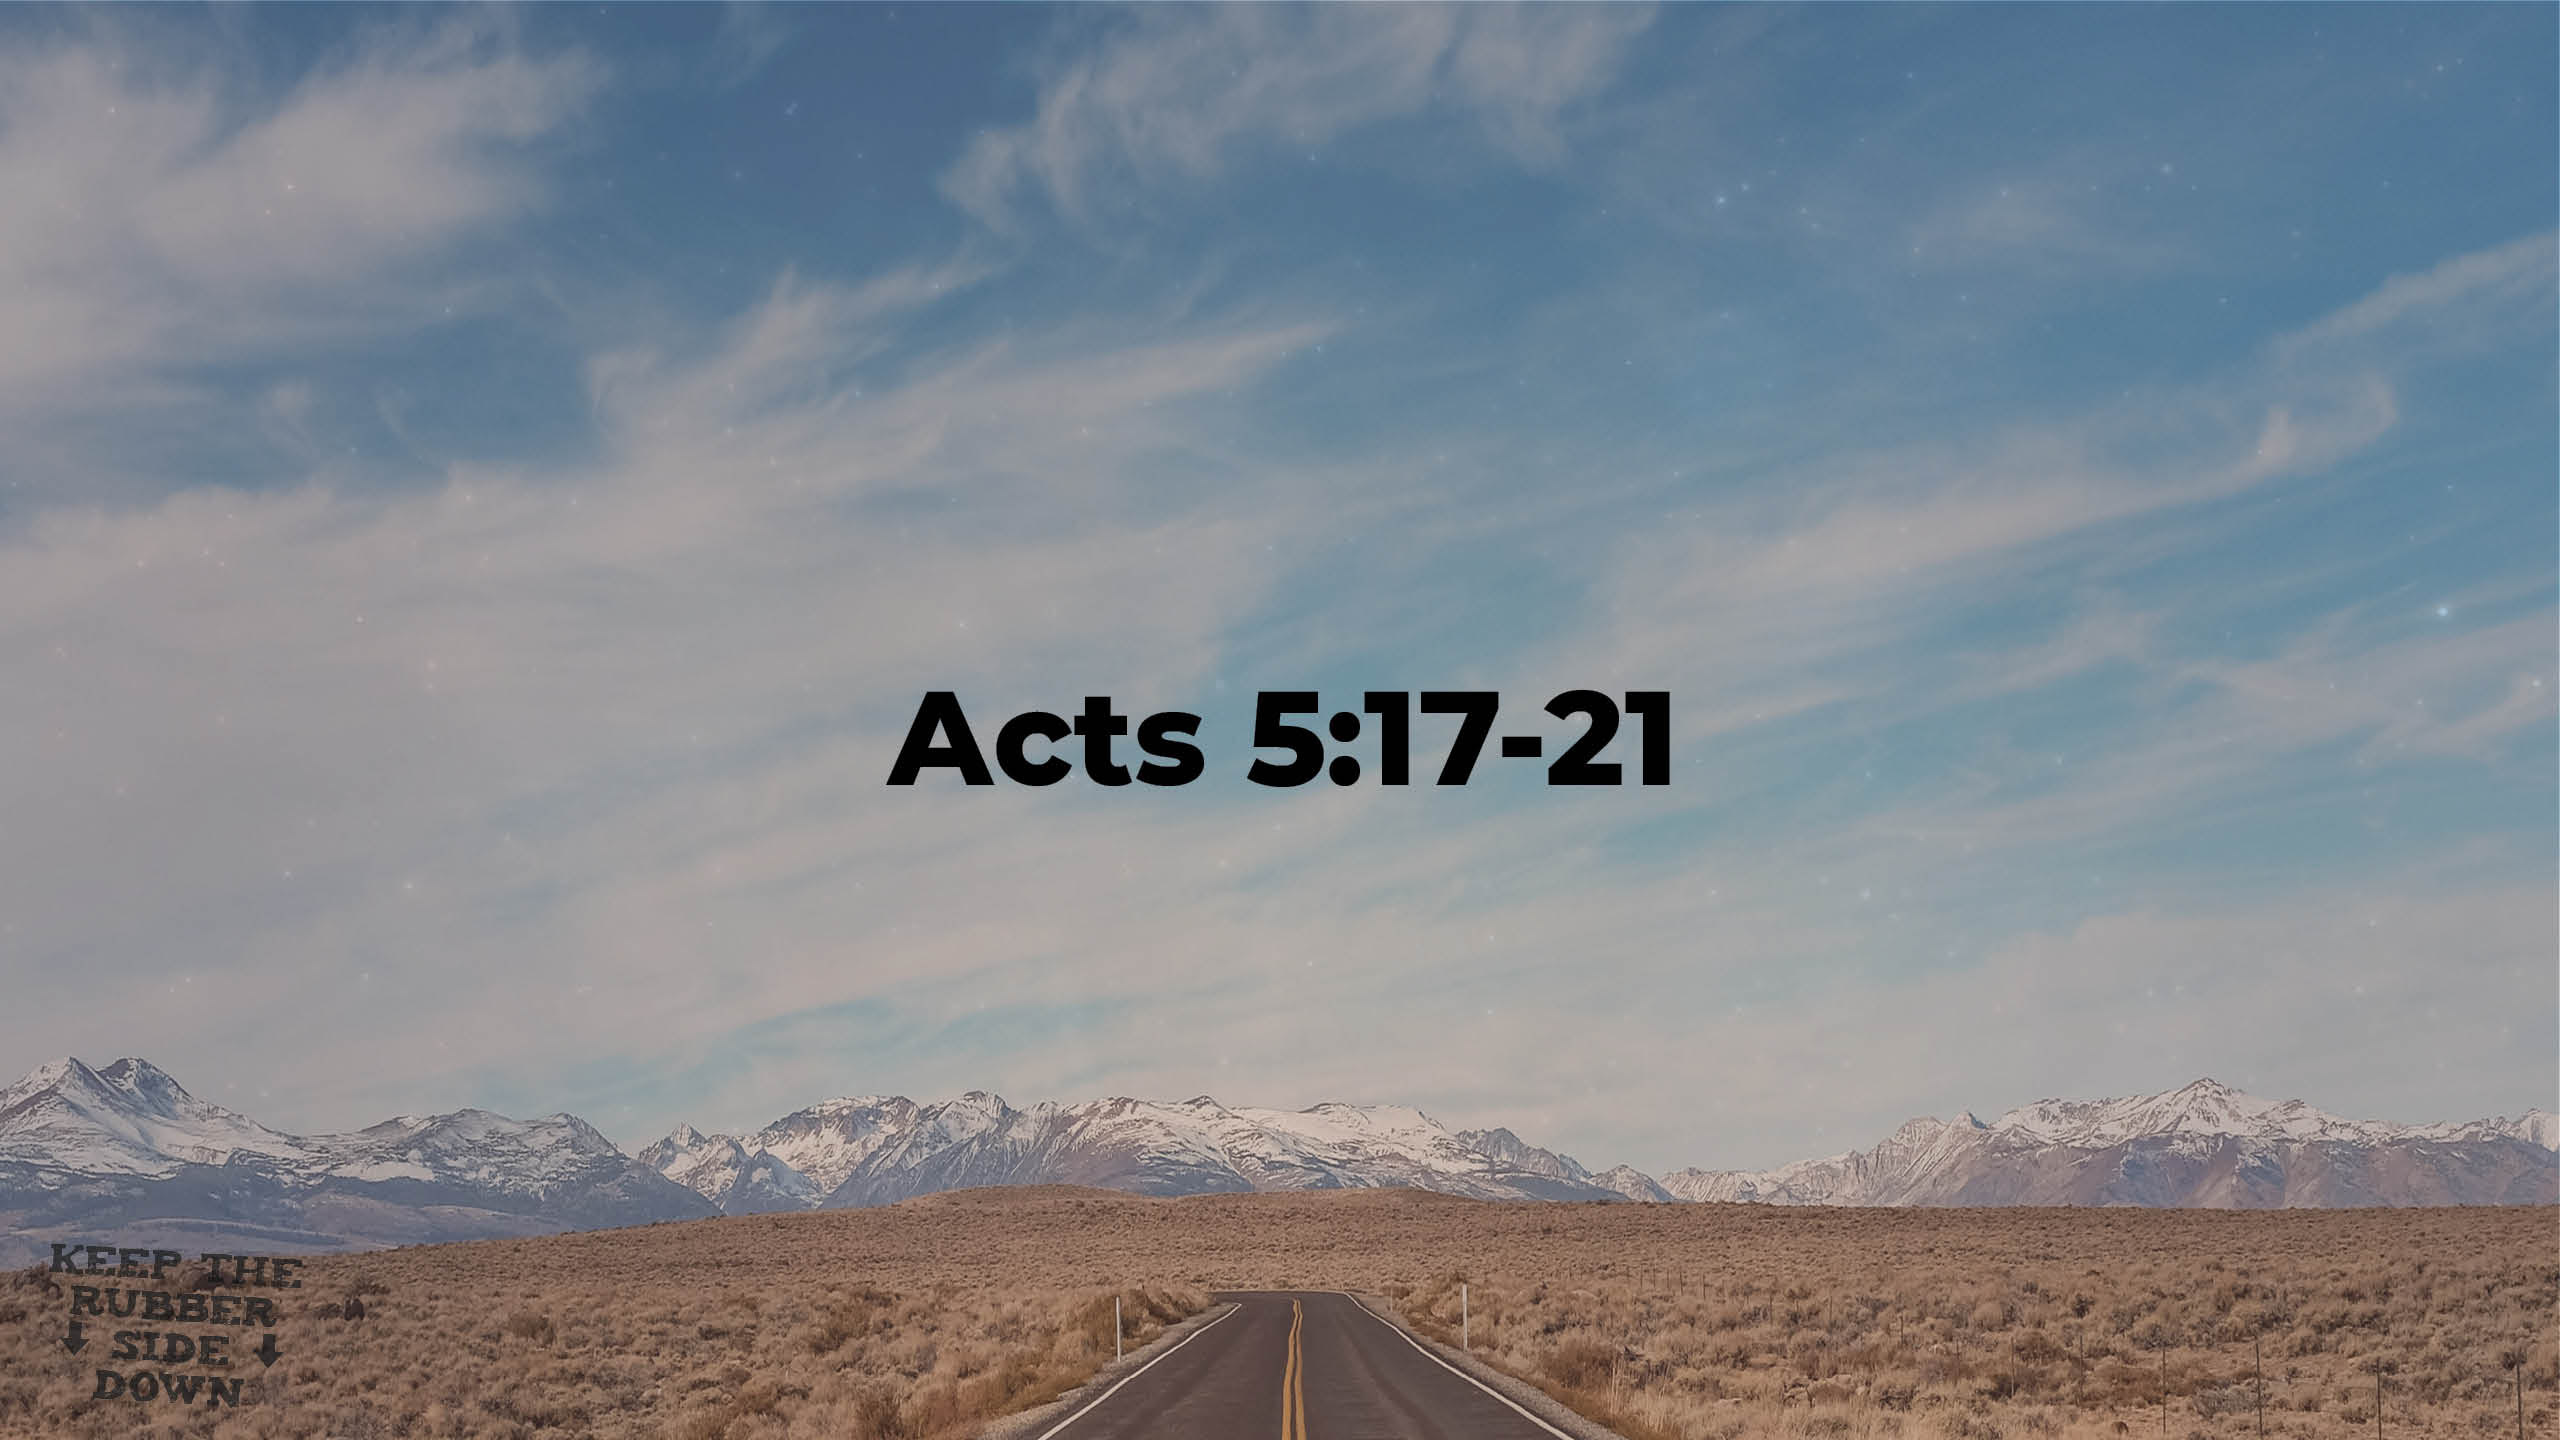 Acts 5:17-21
KEEP THE
RUBBER
SIDE
DOWN